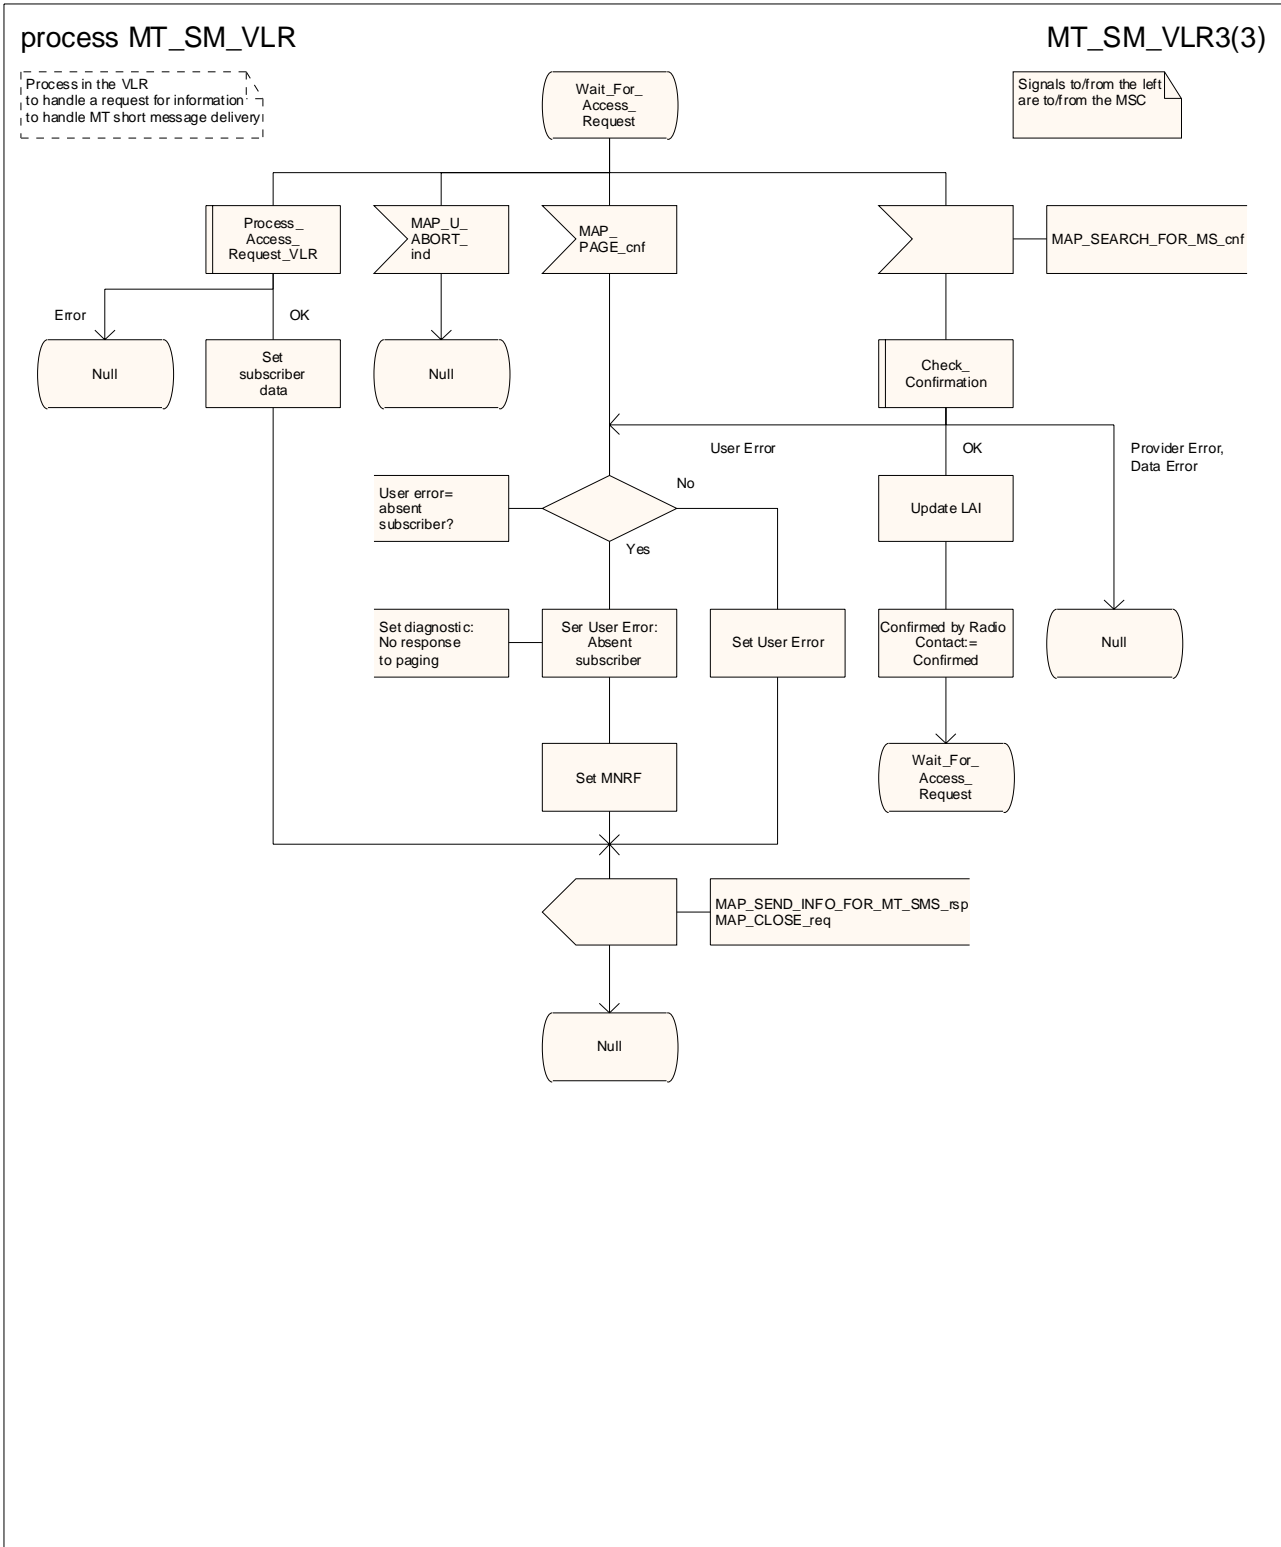 process MT_SM_VLR
MT_SM_VLR3(3)
Process in the VLR
to handle a request for information
to handle MT short message delivery
Wait_For_
Access_
Request
Signals to/from the left
are to/from the MSC
Process_
Access_
Request_VLR
MAP_U_
ABORT_
ind
MAP_
PAGE_cnf
MAP_SEARCH_FOR_MS_cnf
Error
OK
Null
Set
subscriber
data
Null
Check_
Confirmation
User Error
OK
Provider Error,
Data Error
User error=
absent
subscriber?
No
Yes
Update LAI
Set diagnostic:
No response
to paging
Ser User Error:
Absent
subscriber
Set User Error
Confirmed by Radio
Contact:=
Confirmed
Null
Set MNRF
Wait_For_
Access_
Request
MAP_SEND_INFO_FOR_MT_SMS_rsp
MAP_CLOSE_req
Null